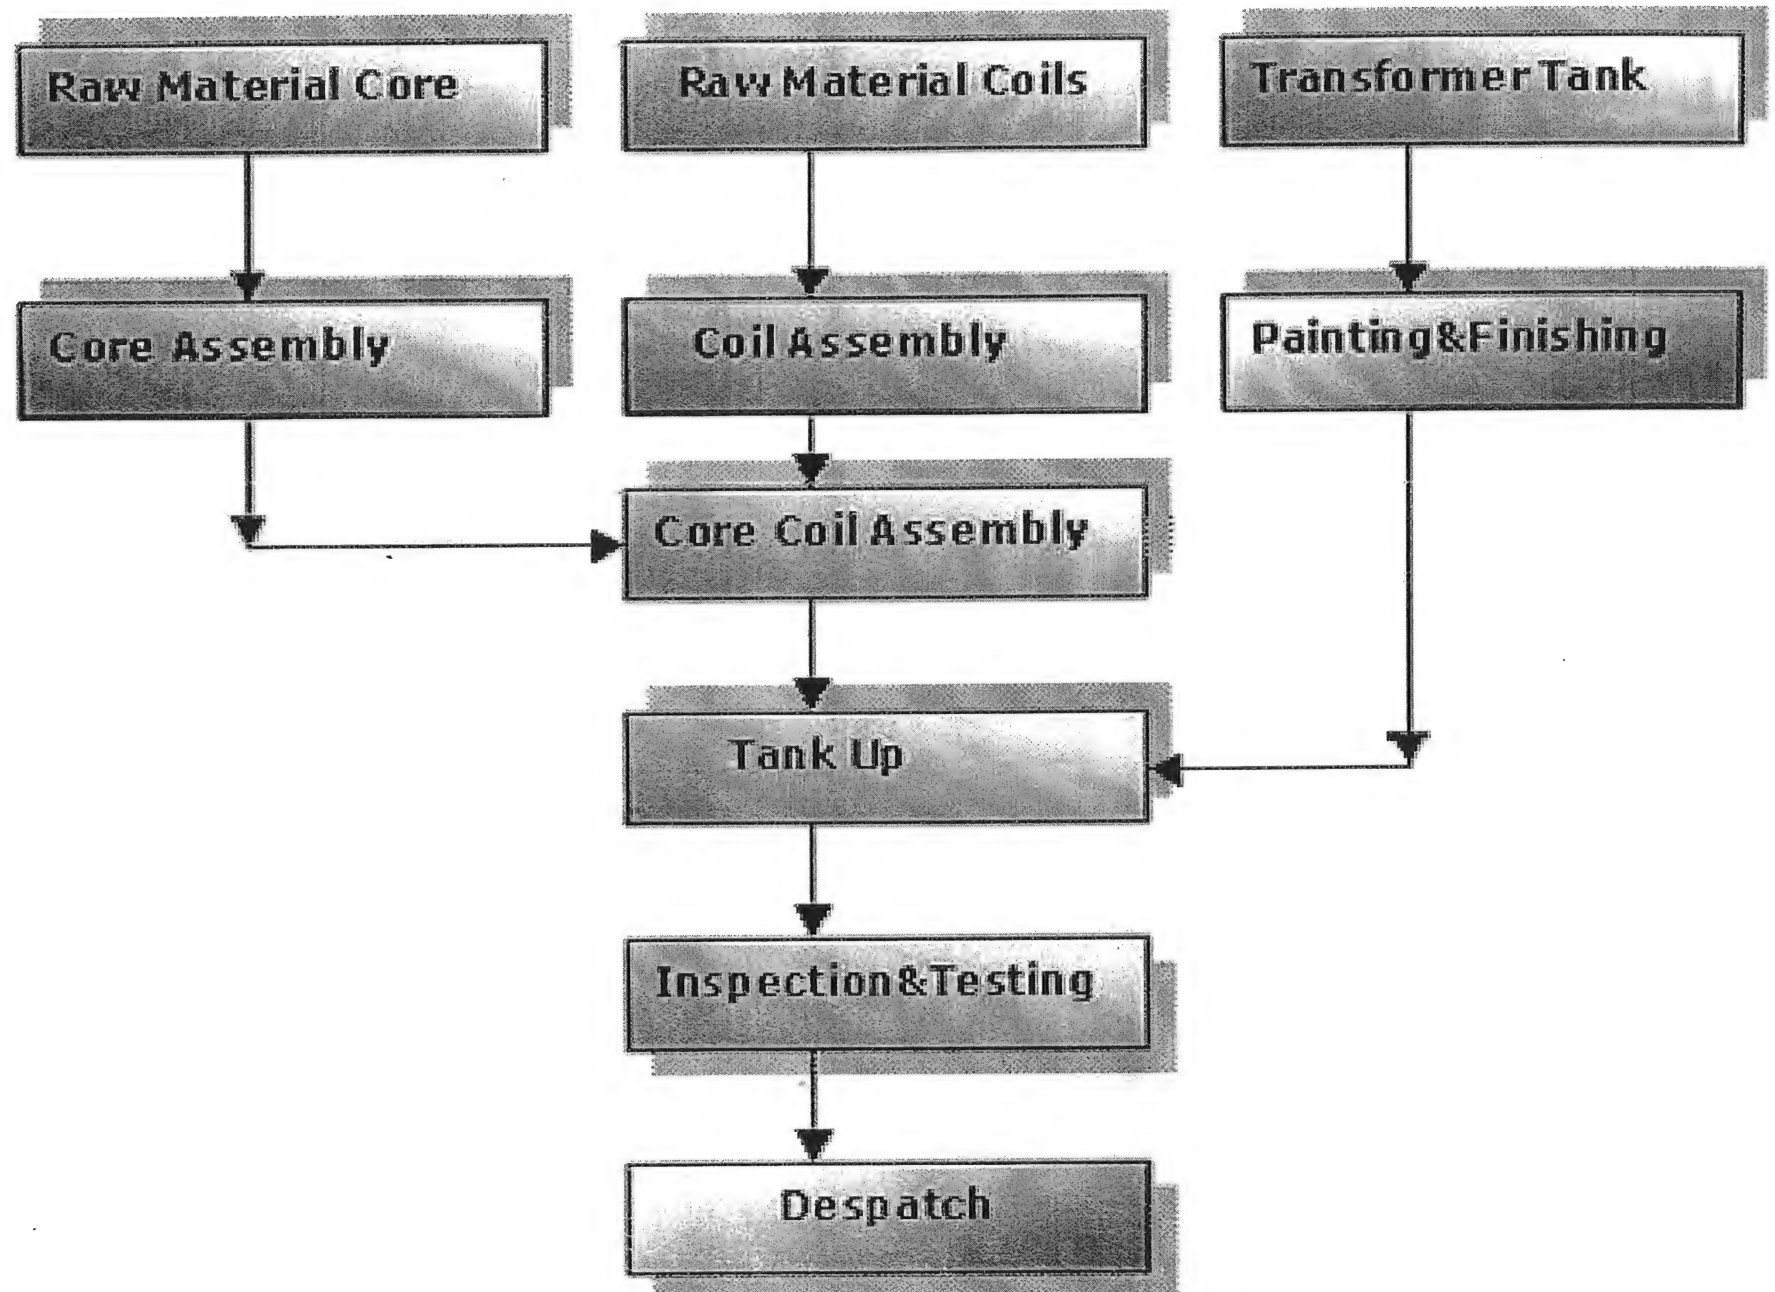 Raw Material Core
Raw Material Coils
Transformer Tank
Core Assembly
Coil Assembly
Painting&Finishing
Core Coil Assembly
Tank Up
Inspection&Testing
Despatch